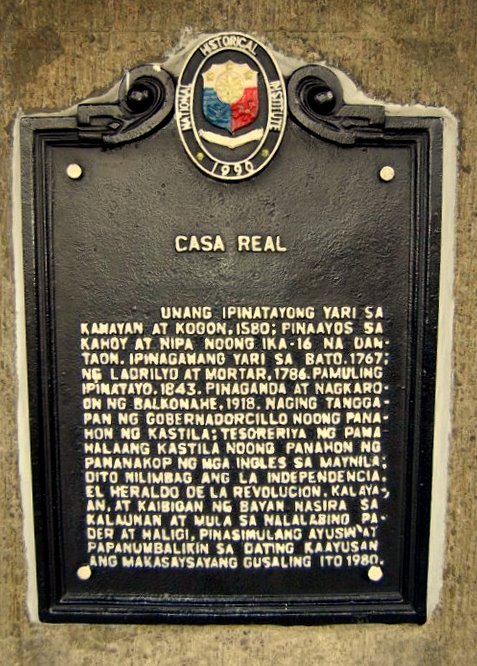 NATIONAL HISTORICAL INSTITUTE
1990
CASA REAL
UNANG IPINATAYONG YARI SA
KAWAYAN AT KOGON, 1580; PINAAYOS SA
KAHOY AT NIPA NOONG IKA-16 NA DAN-
TAON. IPINAGAWANG YARI SA BATO, 1767;
NG LADRILYO AT MORTAR, 1786. PAMULING
IPINATAYO, 1843. PINAGANDA AT NAGKARO-
ON NG BALKONAHE, 1918. NAGING TANGGA-
PAN NG GOBERNADORCILLO NOONG PANA-
HON NG KASTILA; TESORERIYA NG PAMA
HALAANG KASTILA NOONG PANAHON NG
PANANAKOP NG MGA INGLES SA MAYNILA;
DITO NILIMBAG ANG LA INDEPENDENCIA,
EL HERALDO DE LA REVOLUCION, KALAYA-
AN, AT KAIBIGAN NG BAYAN NASIRA SA
KALAUNAN AT MULA SA NALALABING PA-
DER AT HALIGI, PINASIMULANG AYUSIN AT
PAPANUMBALIKIN SA DATING KAAYUSAN
ANG MAKASAYSAYANG GUSALING ITO 1980.